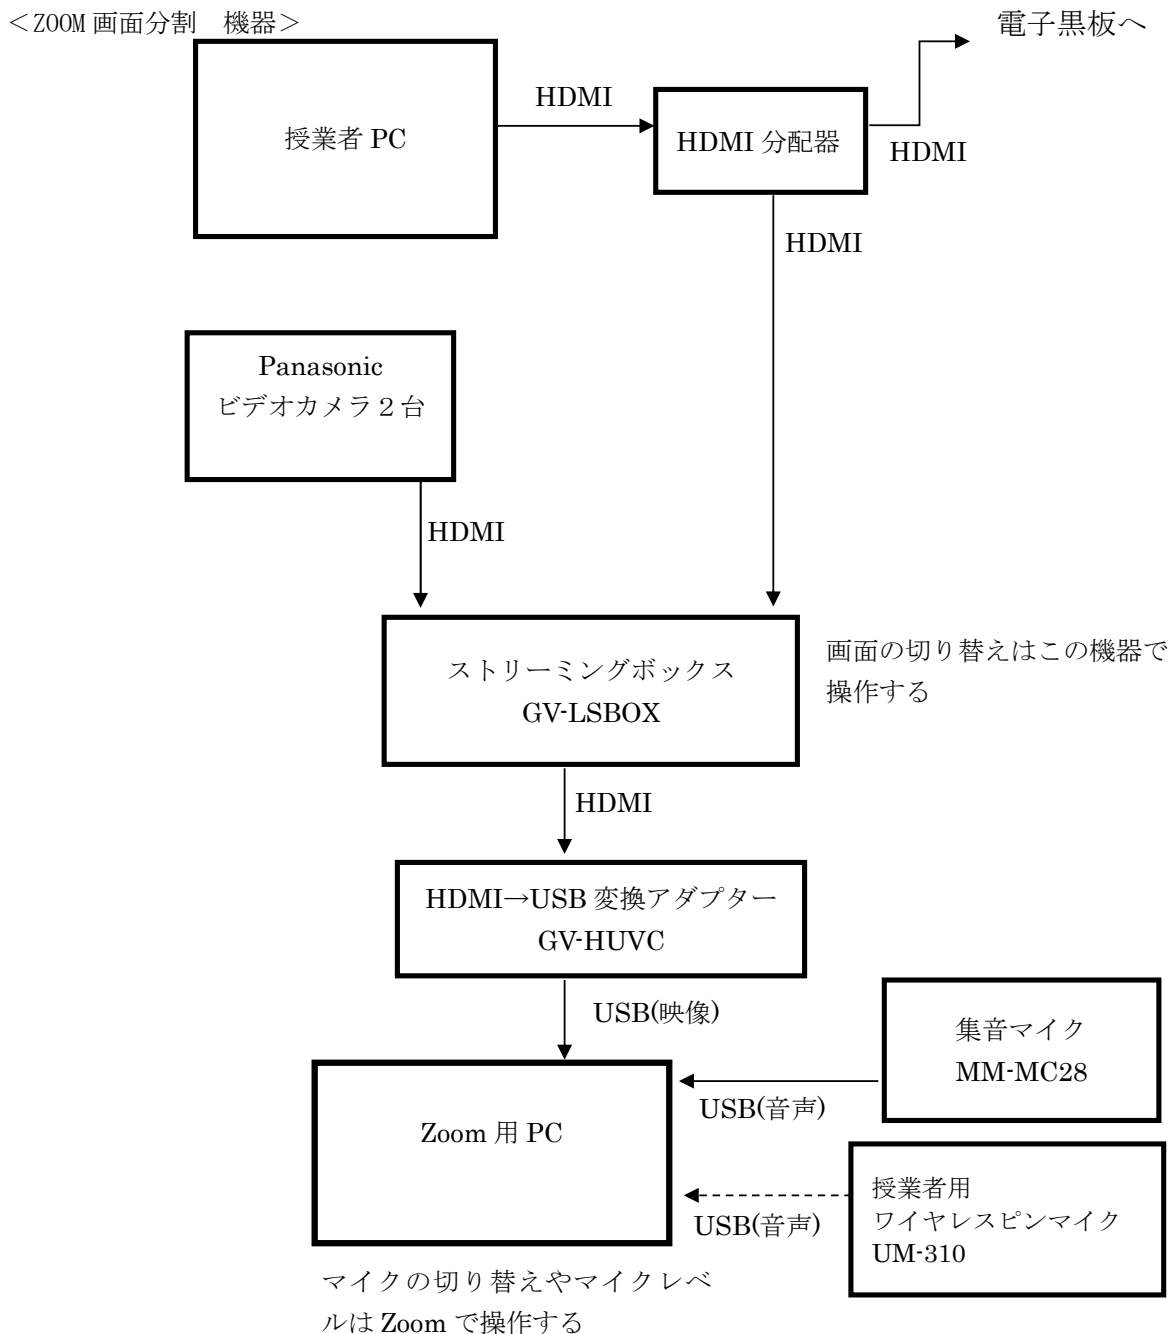 ＜ZOOM 画面分割　機器＞
電子黒板へ
HDMI
授業者 PC
HDMI 分配器
HDMI
HDMI
Panasonic
ビデオカメラ２台
HDMI
ストリーミングボックス
GV-LSBOX
画面の切り替えはこの機器で
操作する
HDMI
HDMI→USB 変換アダプター
GV-HUVC
USB(映像)
集音マイク
MM-MC28
USB(音声)
Zoom 用 PC
授業者用
ワイヤレスピンマイク
UM-310
USB(音声)
マイクの切り替えやマイクレベ
ルは Zoom で操作する